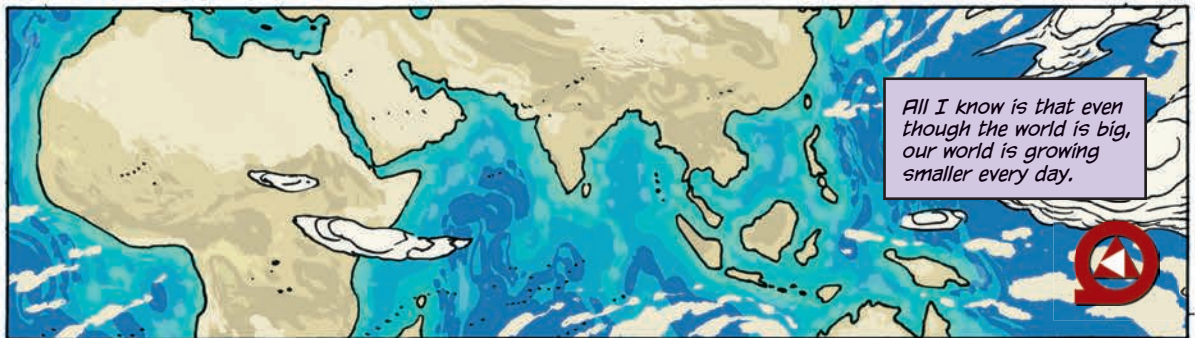 All I know is that even
though the world is big,
our world is growing
smaller every day.